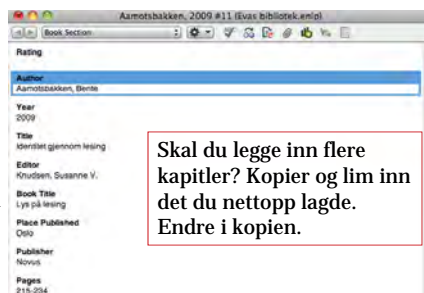 Aamotsbakken, 2009 #11 (Evas bibliotek.enlp)
Book Section
Rating
Author
Aamotsbakken, Bente
Year
2009
Title
Identitet gjennom lesing
Editor
Knudsen, Susanne V.
Book Title
Lys på lesing
Place Published
Oslo
Publisher
Novus
Pages
215-234
Skal du legge inn flere
kapitler? Kopier og lim inn
det du nettopp lagde.
Endre i kopien.